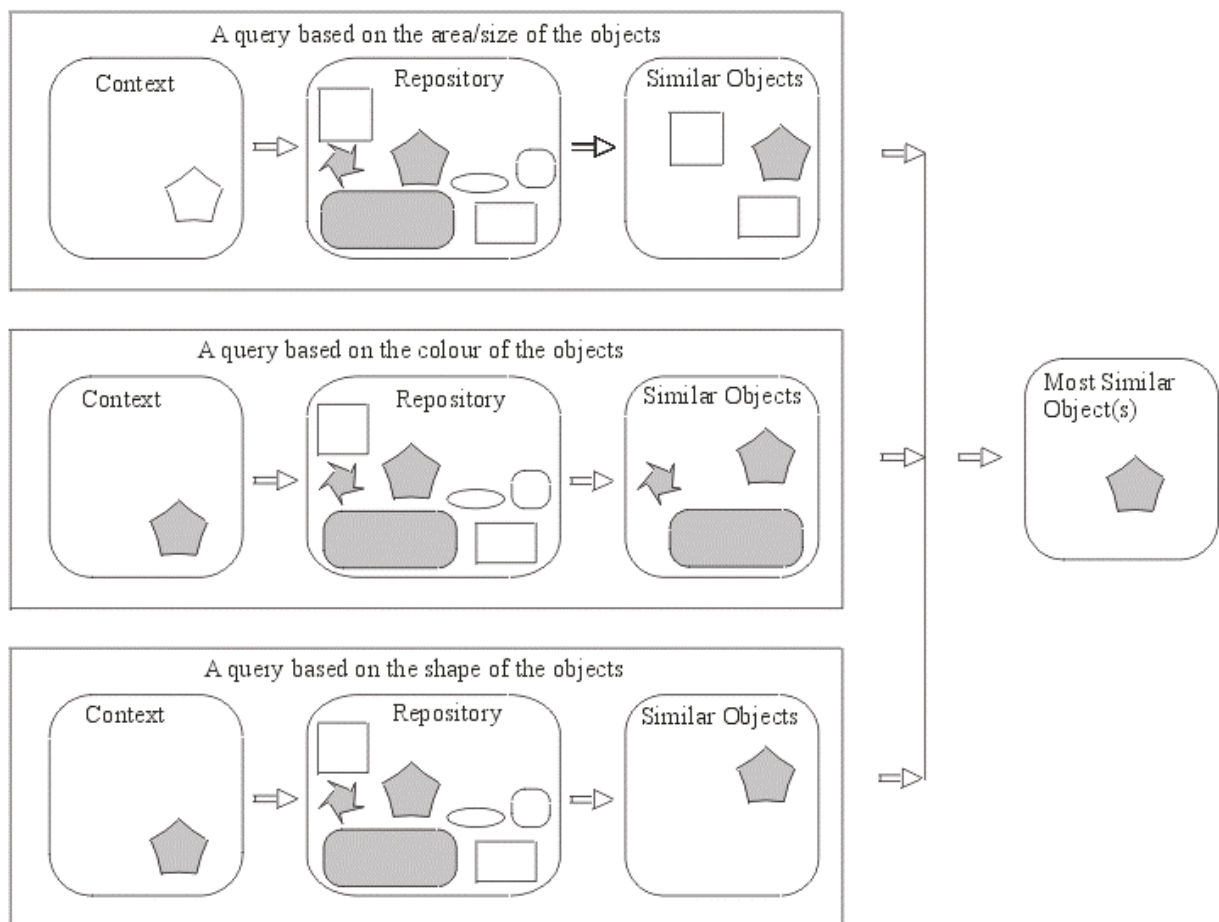 A query based on the area/size of the objects
Context
Repository
Similar Objects
A query based on the colour of the objects
Context
Repository
Similar Objects
Most Similar
Object(s)
A query based on the shape of the objects
Context
Repository
Similar Objects